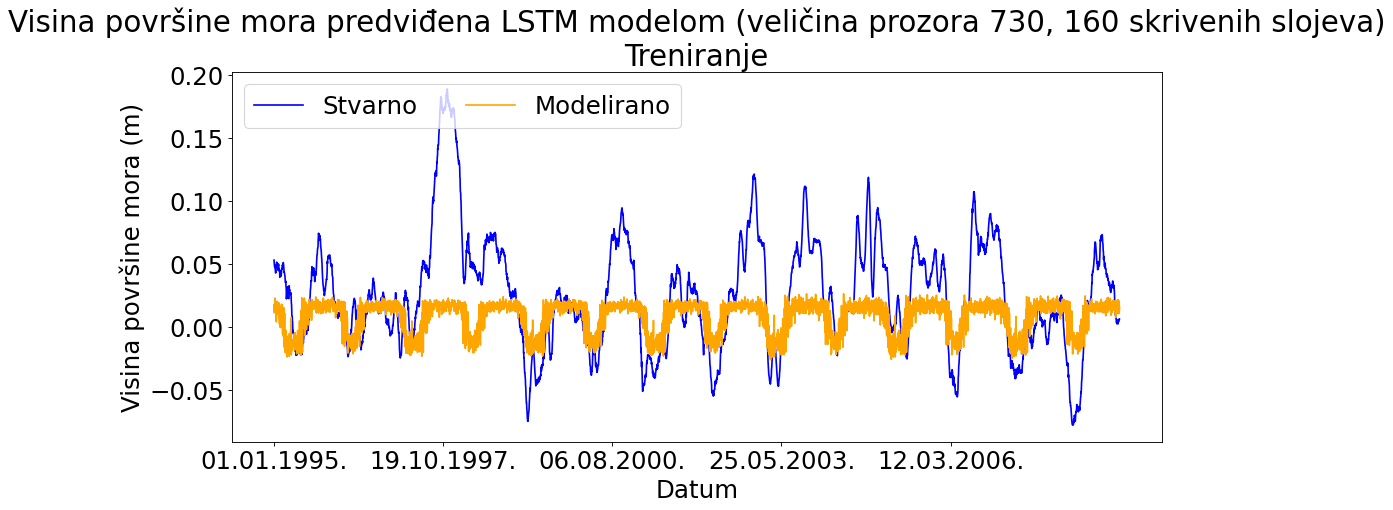 Visina površine mora predviđena LSTM modelom (veličina prozora 730, 160 skrivenih slojeva)
Treniranje
Stvarno
Modelirano
Visina površine mora (m)
0.20
0.15
0.10
0.05
0.00
−0.05
01.01.1995.
19.10.1997.
06.08.2000.
25.05.2003.
12.03.2006.
Datum